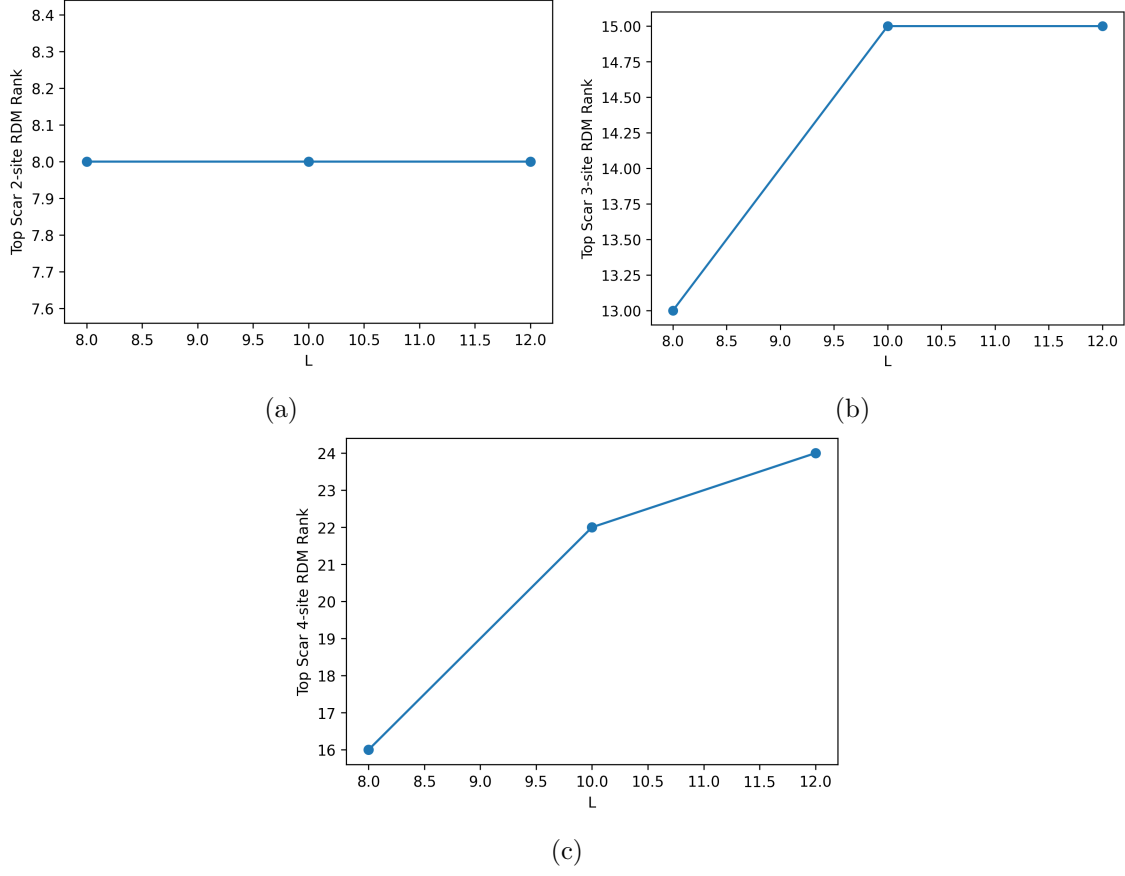 8.4
8.3
8.2
8.1
8.0
7.9
7.8
7.7
7.6
Top Scar 2-site RDM Rank
8.0 8.5 9.0 9.5 10.0 10.5 11.0 11.5 12.0
L
(a)
15.00
14.75
14.50
14.25
14.00
13.75
13.50
13.25
13.00
Top Scar 3-site RDM Rank
8.0 8.5 9.0 9.5 10.0 10.5 11.0 11.5 12.0
L
(b)
24
23
22
21
20
19
18
17
16
Top Scar 4-site RDM Rank
8.0 8.5 9.0 9.5 10.0 10.5 11.0 11.5 12.0
L
(c)